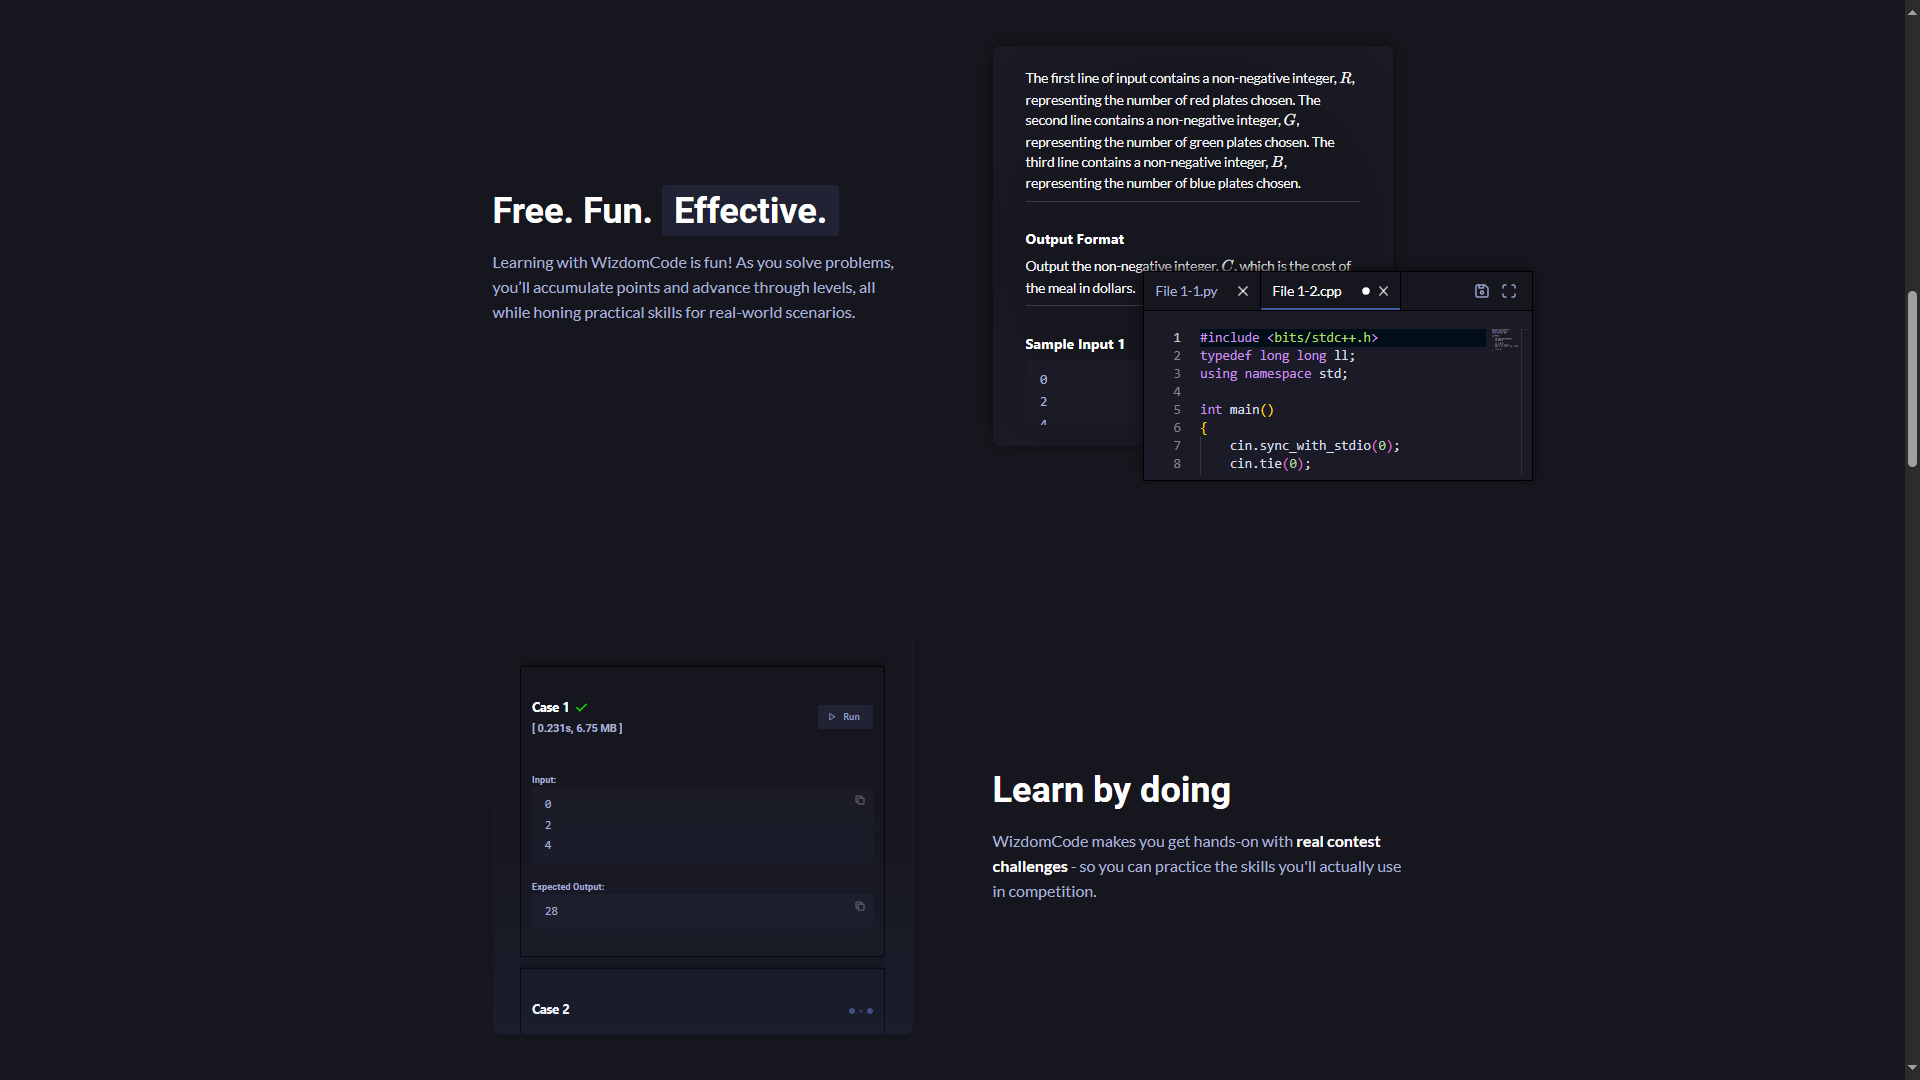 Free. Fun. Effective.
Learning with WizdomCode is fun! As you solve problems,
you’ll accumulate points and advance through levels, all
while honing practical skills for real-world scenarios.
The first line of input contains a non-negative integer, R,
representing the number of red plates chosen. The
second line contains a non-negative integer, G,
representing the number of green plates chosen. The
third line contains a non-negative integer, B,
representing the number of blue plates chosen.
Output Format
Output the non-negative integer, C, which is the cost of
the meal in dollars.
Sample Input 1
0
2
4
File 1-1.py
File 1-2.cpp
1 #include <bits/stdc++.h>
2 typedef long long ll;
3 using namespace std;
4
5 int main()
6 {
7 cin.sync_with_stdio(0);
8 cin.tie(0);
Case 1
[ 0.231s, 6.75 MB ]
Run
Input:
0
2
4
Expected Output:
28
Case 2
Learn by doing
WizdomCode makes you get hands-on with real contest
challenges - so you can practice the skills you'll actually use
in competition.